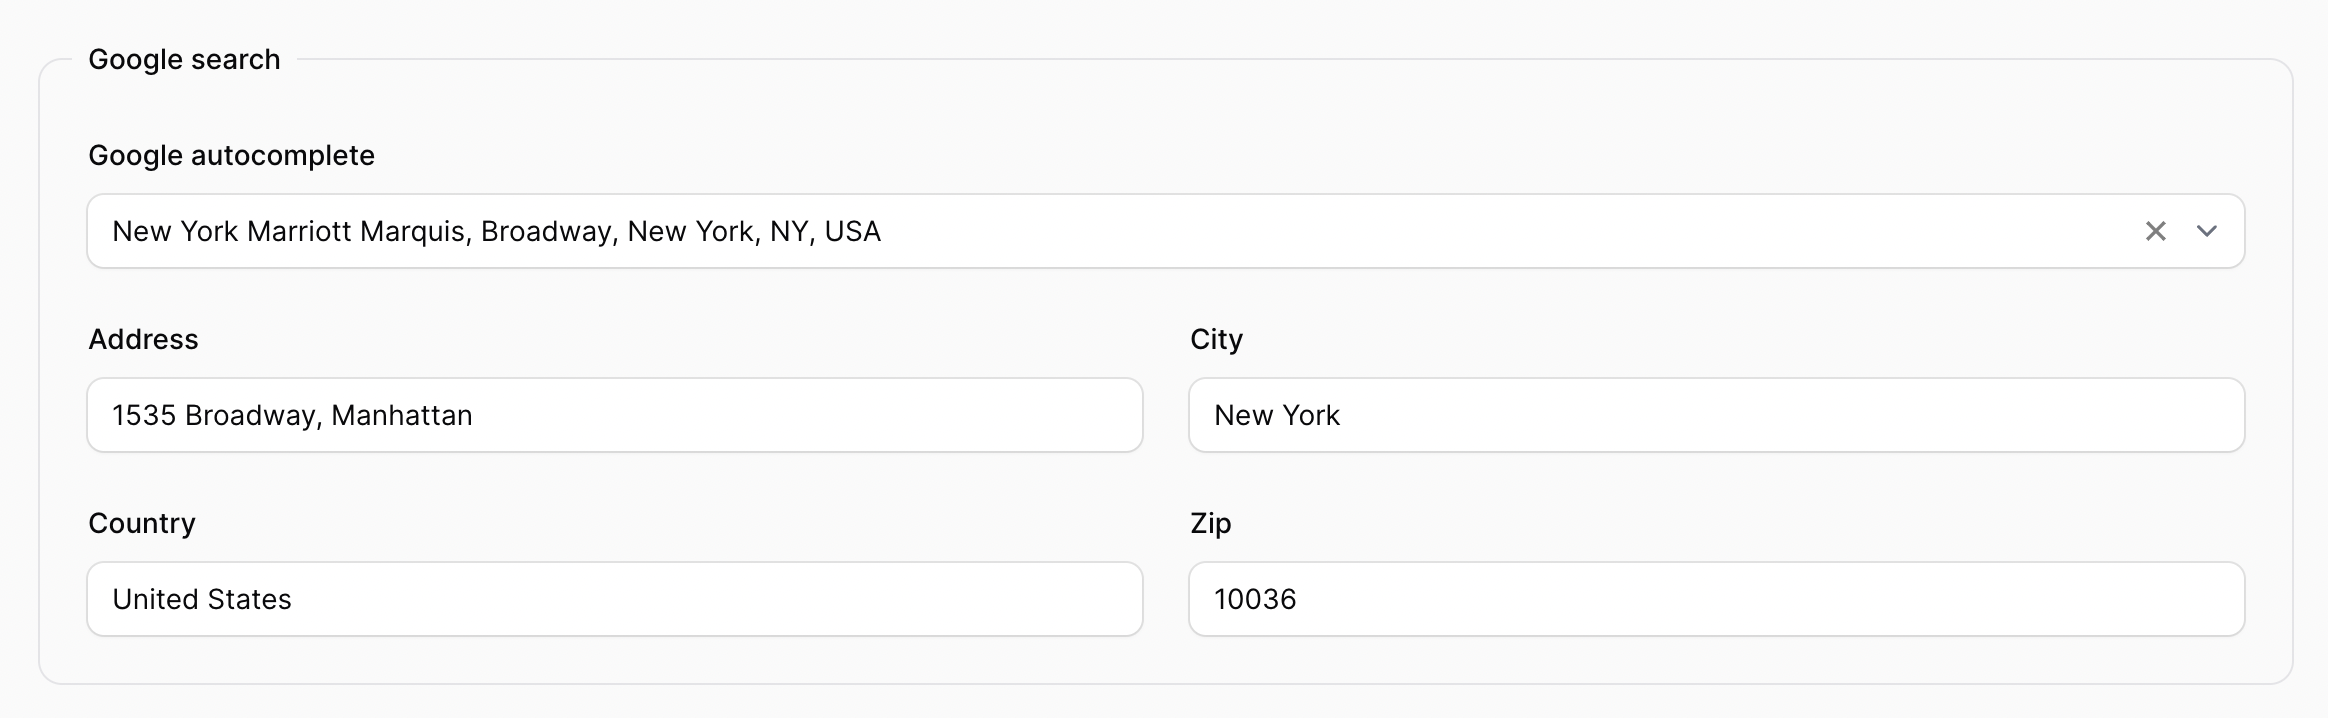 Google search
Google autocomplete
New York Marriott Marquis, Broadway, New York, NY, USA
Address
City
1535 Broadway, Manhattan
New York
Country
Zip
United States
10036